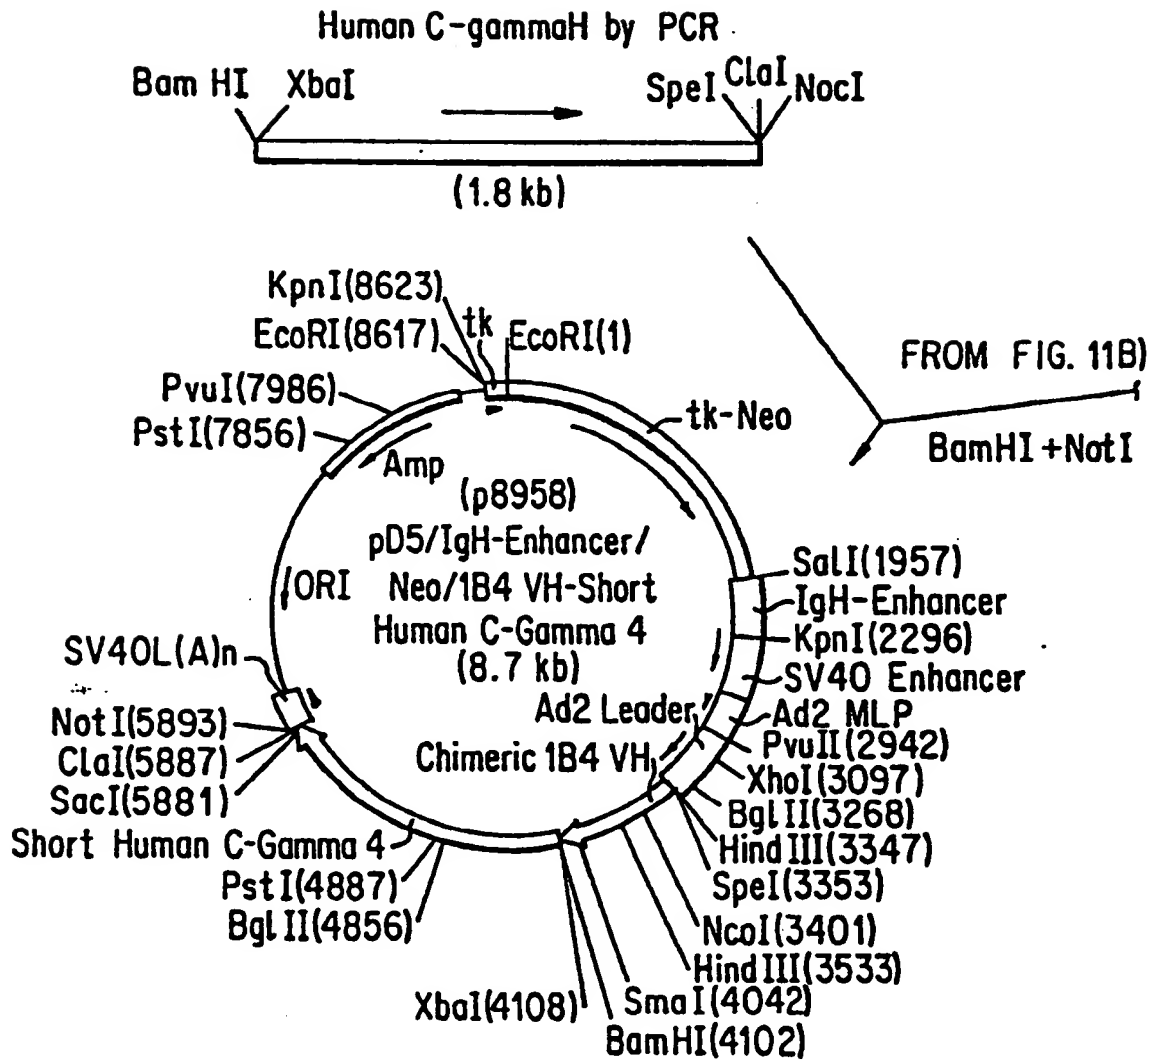 Human C-gammaH by PCR
Bam HI
XbaI
SpeI
ClaI
NocI
(1.8 kb)
KpnI(8623)
tk
EcoRI(8617)
EcoRI(1)
FROM FIG. 11B)
PvuI(7986)
PstI(7856)
tk-Neo
BamHI+NotI
Amp
(p8958)
pD5/IgH-Enhancer/
Neo/1B4 VH-Short
Human C-Gamma 4
(8.7 kb)
ORI
SalI(1957)
IgH-Enhancer
KpnI(2296)
SV40 Enhancer
SV40L(A)n
Ad2 Leader
Ad2 MLP
NotI(5893)
PvuII(2942)
Chimeric 1B4 VH
ClaI(5887)
XhoI(3097)
SacI(5881)
BglII(3268)
Short Human C-Gamma 4
HindIII(3347)
PstI(4887)
SpeI(3353)
BglII(4856)
NcoI(3401)
HindIII(3533)
XbaI(4108)
SmaI(4042)
BamHI(4102)